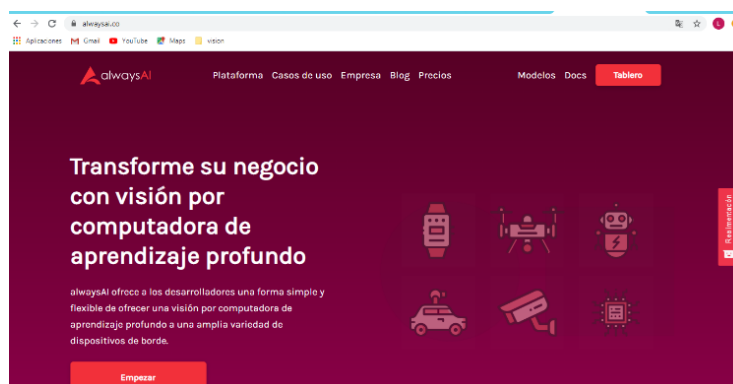 alwaysai.co
Aplicaciones Gmail YouTube Maps vision
alwaysAI Plataforma Casos de uso Empresa Blog Precios Modelos Docs Tablero
Transforme su negocio
con visión por
computadora de
aprendizaje profundo
alwaysAI ofrece a los desarrolladores una forma simple y
flexible de ofrecer una visión por computadora de
aprendizaje profundo a una amplia variedad de
dispositivos de borde.
Empezar
Realimentación